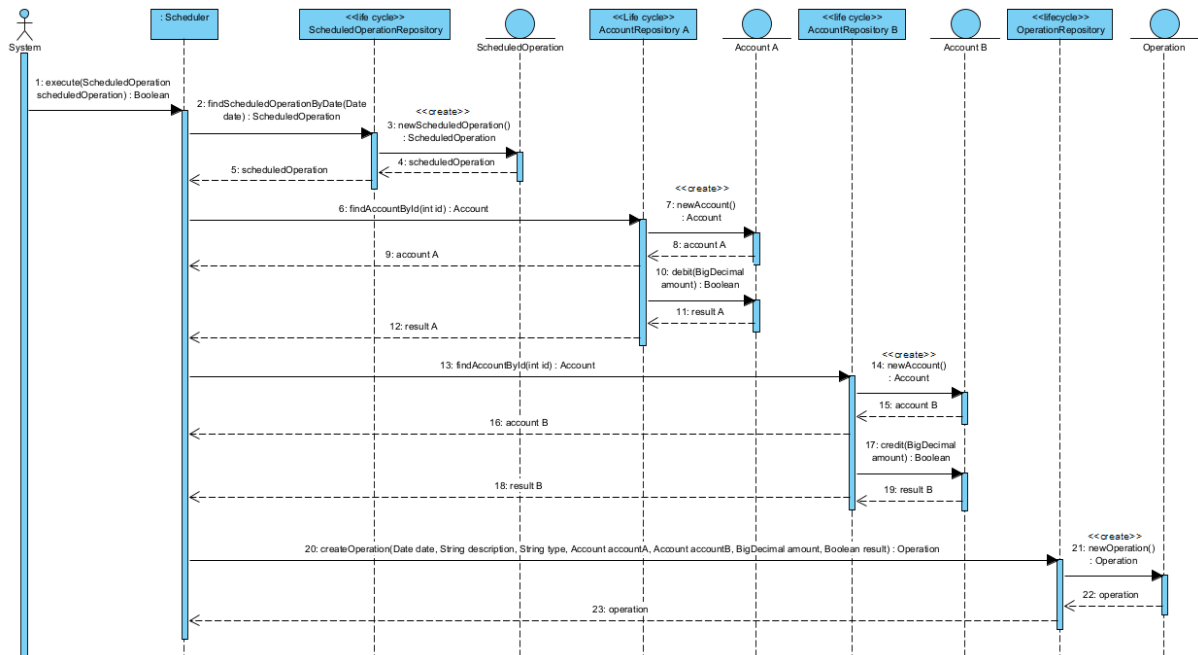 System
: Scheduler
<<life cycle>>
ScheduledOperationRepository
ScheduledOperation
<<Life cycle>>
AccountRepository A
Account A
<<life cycle>>
AccountRepository B
Account B
<<lifecycle>>
OperationRepository
Operation
1: execute(ScheduledOperation
scheduledOperation) : Boolean
2: findScheduledOperationByDate(Date
date) : ScheduledOperation
<<create>>
3: newScheduledOperation()
: ScheduledOperation
4: scheduledOperation
5: scheduledOperation
6: findAccountById(int id) : Account
<<create>>
7: newAccount()
: Account
8: account A
9: account A
10: debit(BigDecimal
amount) : Boolean
11: result A
12: result A
13: findAccountById(int id) : Account
<<create>>
14: newAccount()
: Account
15: account B
16: account B
17: credit(BigDecimal
amount) : Boolean
18: result B
19: result B
20: createOperation(Date date, String description, String type, Account accountA, Account accountB, BigDecimal amount, Boolean result) : Operation
<<create>>
21: newOperation()
: Operation
22: operation
23: operation